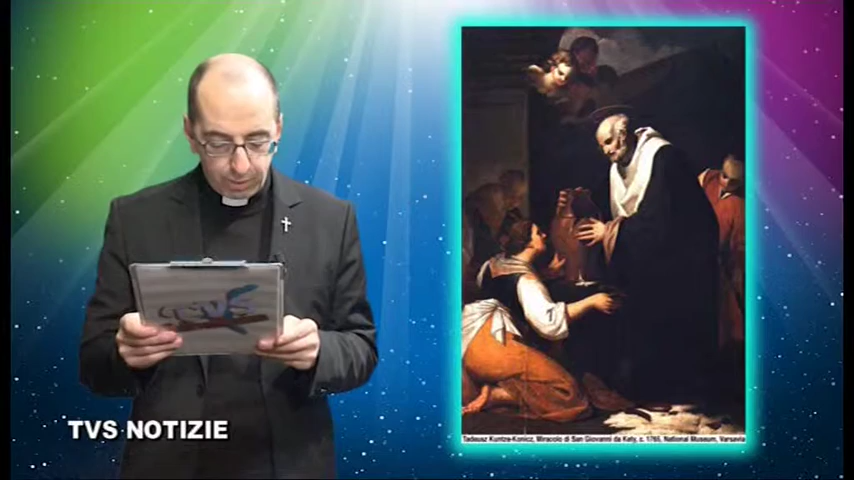 TVS NOTIZIE
Tadeusz Kuntze-Konicz, Miracolo di San Giovanni da Kety, c. 1765, National Museum, Varsavia